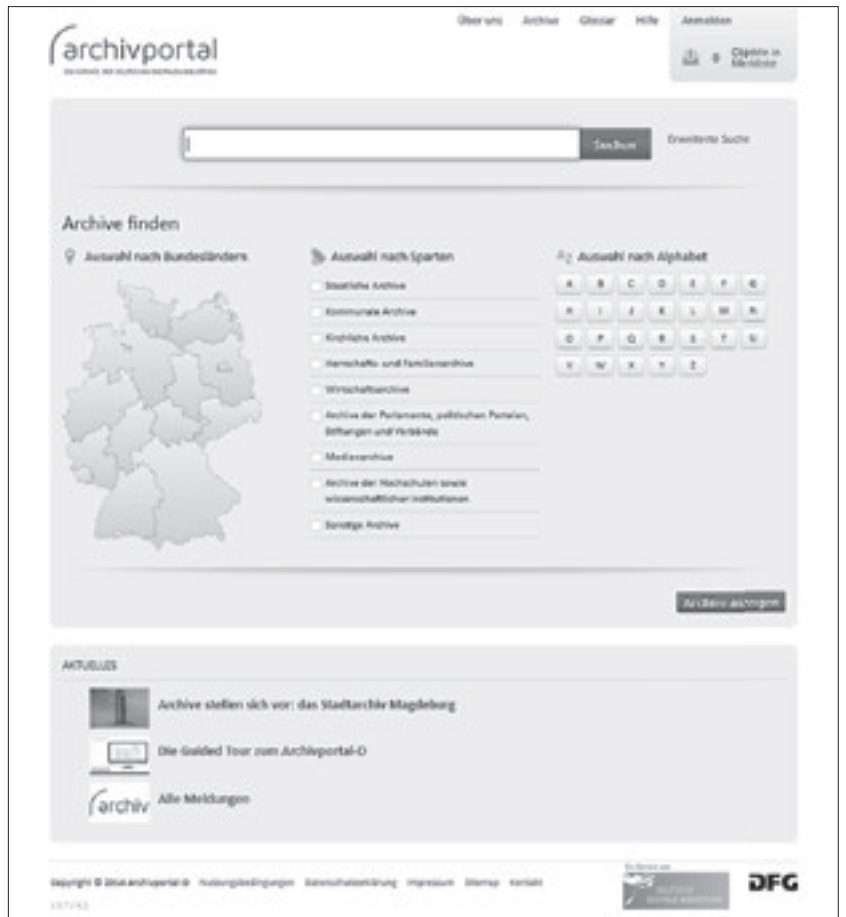 Über uns Archive Glossar Hilfe Anmelden
archivportal
0 Objekte in
Merkliste
Suchen Erweiterte Suche
Archive finden
Auswahl nach Bundesländern
Auswahl nach Sparten
Staatliche Archive
Kommunale Archive
Kirchliche Archive
Herrschafts- und Familienarchive
Wirtschaftsarchive
Archive der Parlamente, politischen Parteien,
Stiftungen und Verbände
Medienarchive
Archive der Hochschulen sowie
wissenschaftlicher Institutionen
Sonstige Archive
Auswahl nach Alphabet
A B C D E F G
H I J K L M N
O P Q R S T U
V W X Y Z
Archive anzeigen
AKTUELLES
Archive stellen sich vor: das Stadtarchiv Magdeburg
Die Guided Tour zum Archivportal-D
archiv
Alle Meldungen
Copyright © Archivportal-D Nutzungsbedingungen Datenschutzerklärung Impressum Sitemap Kontakt
DFG